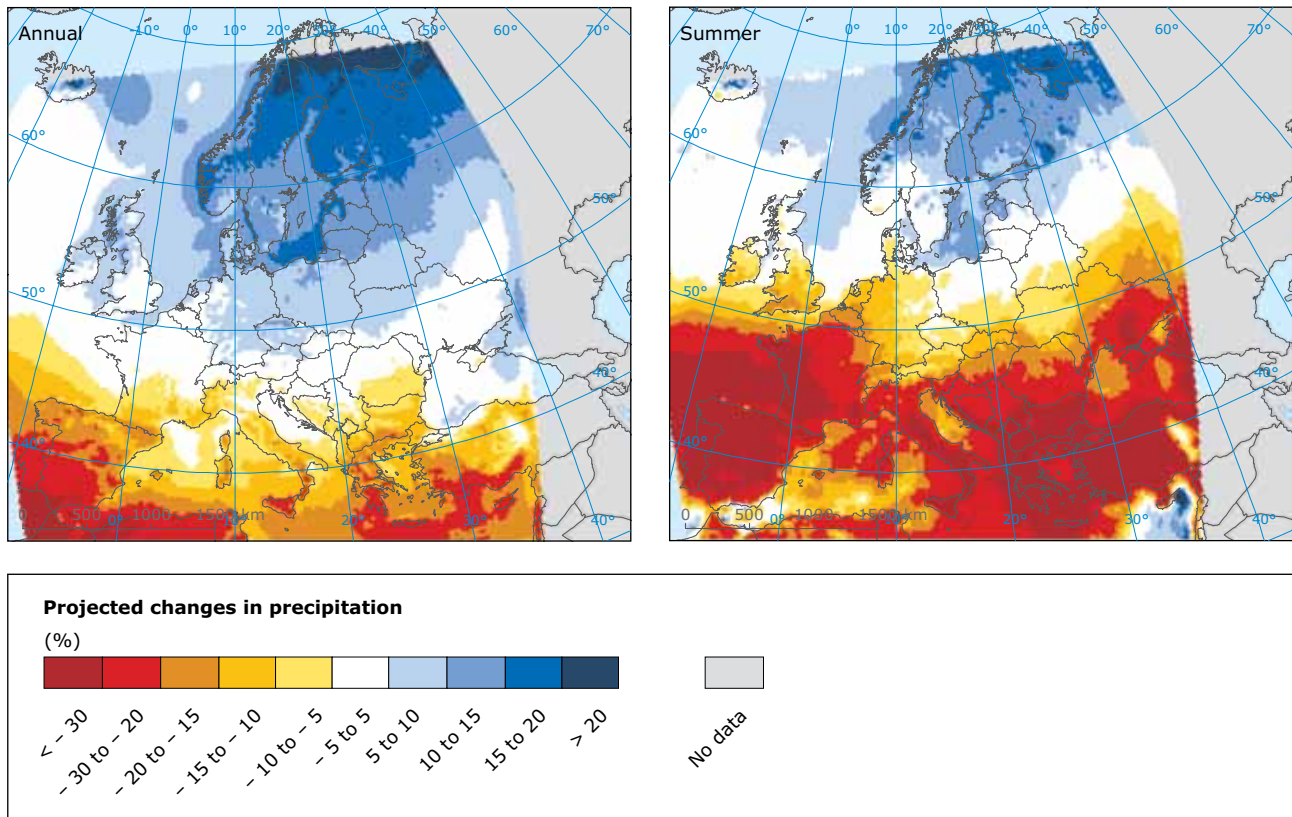 Annual
-10° 0° 10° 20° 30° 40° 50° 60° 70°
60°
50°
50°
40°
40°
0 500 1000 1500 km
0° 10° 20° 30° 40°
Summer
0° 10° 20° 30° 40° 50° 60° 70°
60°
50°
50°
40°
40°
0 500 1000 1500 km
0° 10° 20° 30° 40°
Projected changes in precipitation
(%)
< – 30
– 30 to – 20
– 20 to – 15
– 15 to – 10
– 10 to – 5
– 5 to 5
5 to 10
10 to 15
15 to 20
> 20
No data